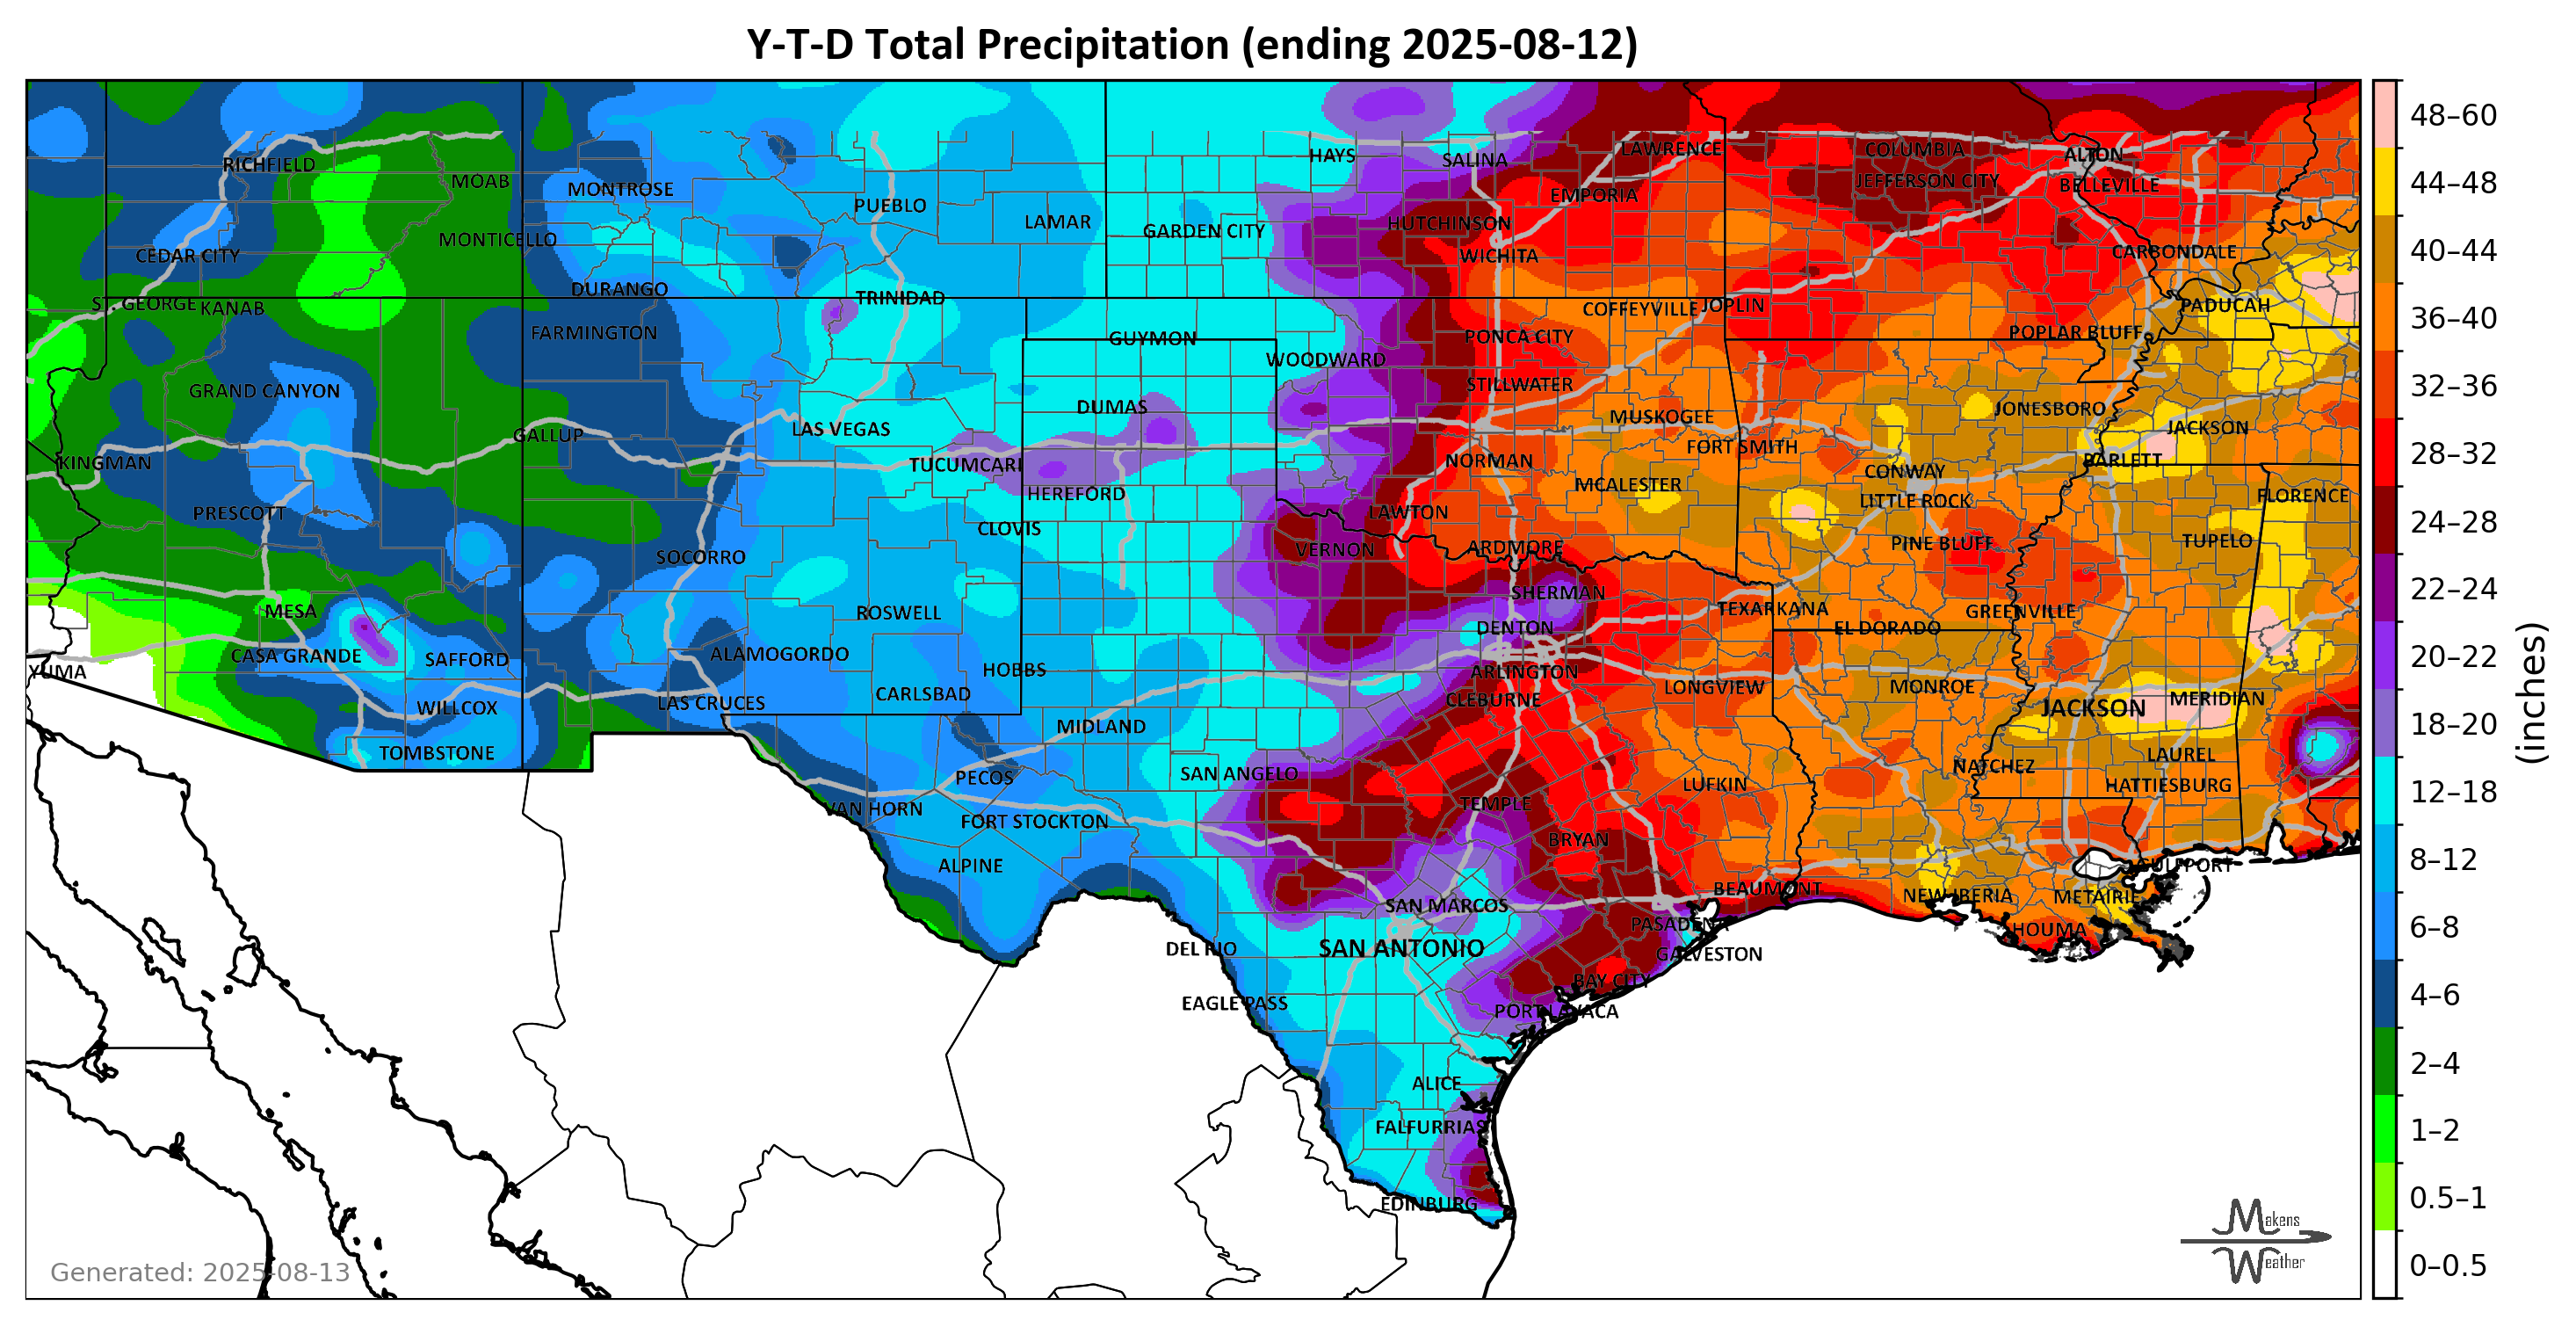 Y-T-D Total Precipitation (ending 2025-08-12)
HAYS
SALINA
LAWRENCE
COLUMBIA
ALTON
RICHFIELD
MOAB
MONTROSE
EMPORIA
JEFFERSON CITY
BELLEVILLE
PUEBLO
LAMAR
GARDEN CITY
HUTCHINSON
MONTICELLO
CEDAR CITY
WICHITA
CARBONDALE
DURANGO
TRINIDAD
ST. GEORGE
KANAB
COFFEYVILLE
JOPLIN
PADUCAH
FARMINGTON
GUYMON
PONCA CITY
POPLAR BLUFF
WOODWARD
GRAND CANYON
STILLWATER
DUMAS
MUSKOGEE
JONESBORO
GALLUP
LAS VEGAS
FORT SMITH
JACKSON
KINGMAN
TUCUMCARI
NORMAN
CONWAY
BARLETT
HEREFORD
MCALESTER
LITTLE ROCK
FLORENCE
PRESCOTT
CLOVIS
LAWTON
SOCORRO
VERNON
ARDMORE
PINE BLUFF
TUPELO
MESA
ROSWELL
SHERMAN
TEXARKANA
GREENVILLE
DENTON
EL DORADO
CASA GRANDE
SAFFORD
ALAMOGORDO
YUMA
HOBBS
ARLINGTON
LONGVIEW
MONROE
CARLSBAD
CLEBURNE
MERIDIAN
WILLCOX
LAS CRUCES
JACKSON
MIDLAND
TOMBSTONE
PECOS
SAN ANGELO
NATCHEZ
LAUREL
LUFKIN
HATTIESBURG
VAN HORN
FORT STOCKTON
TEMPLE
BRYAN
ALPINE
GULFPORT
BEAUMONT
SAN MARCOS
NEW IBERIA
METAIRIE
PASADENA
HOUMA
DEL RIO
SAN ANTONIO
GALVESTON
BAY CITY
EAGLE PASS
PORT LAVACA
ALICE
FALFURRIAS
EDINBURG
Generated: 2025-08-13
Makens
Weather
48–60
44–48
40–44
36–40
32–36
28–32
24–28
22–24
20–22
18–20
12–18
8–12
6–8
4–6
2–4
1–2
0.5–1
0–0.5
(inches)